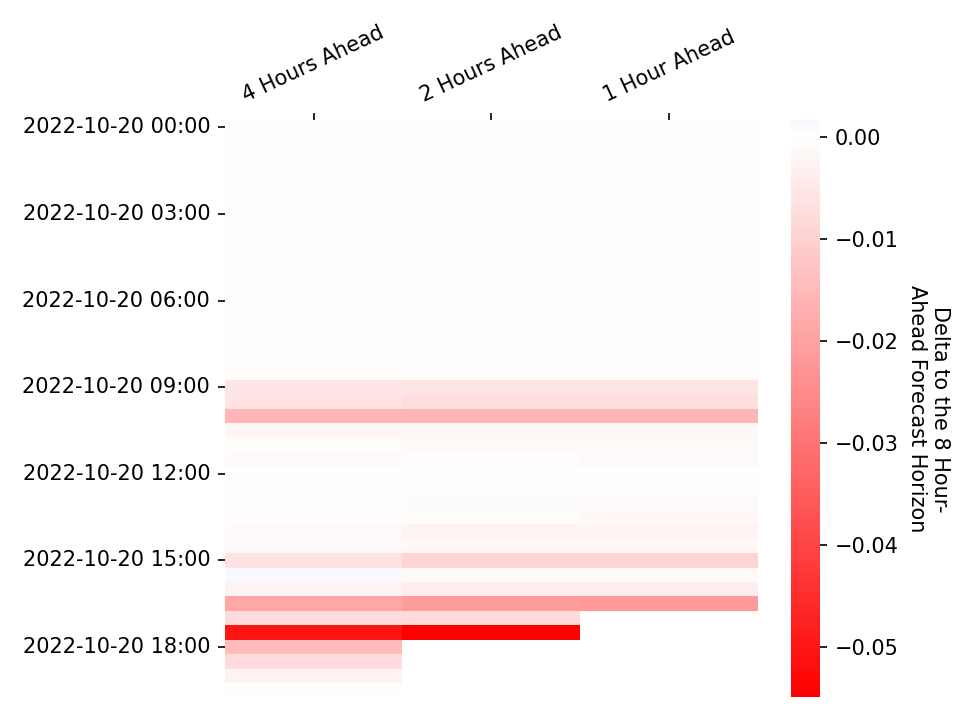 4 Hours Ahead
2 Hours Ahead
1 Hour Ahead
2022-10-20 00:00
2022-10-20 03:00
2022-10-20 06:00
2022-10-20 09:00
2022-10-20 12:00
2022-10-20 15:00
2022-10-20 18:00
0.00
−0.01
−0.02
−0.03
−0.04
−0.05
Delta to the 8 Hour-
Ahead Forecast Horizon